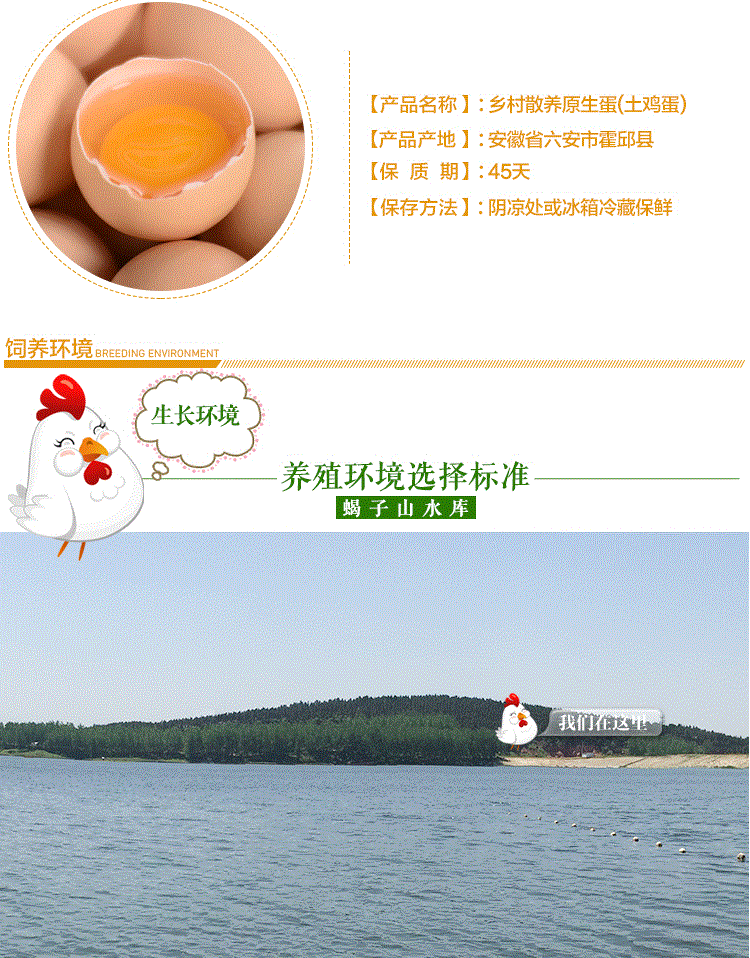 【产品名称】: 乡村散养原生蛋(土鸡蛋)
【产品产地】: 安徽省六安市霍邱县
【保 质 期】: 45天
【保存方法】: 阴凉处或冰箱冷藏保鲜
饲养环境 BREEDING ENVIRONMENT
生长环境
养殖环境选择标准
蝎子山水库
我们在这里